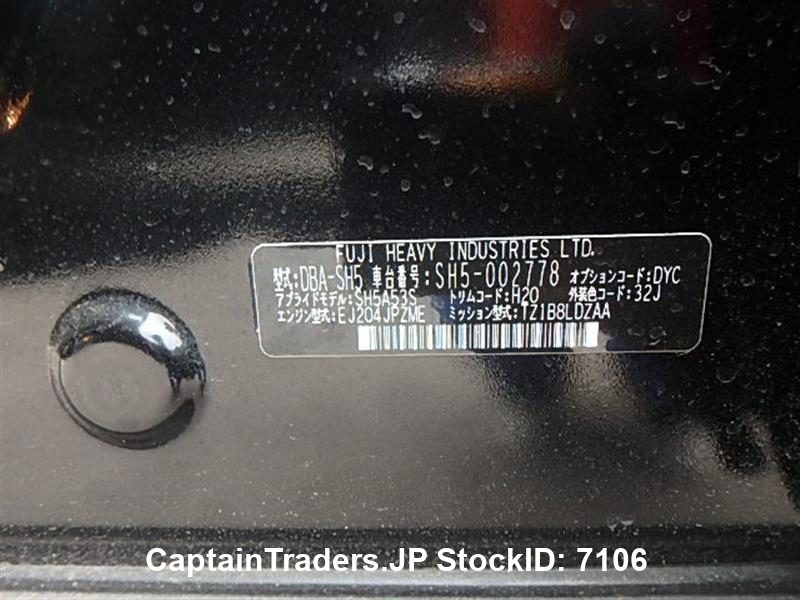 FUJI HEAVY INDUSTRIES LTD.
型式:DBA-SH5 車台番号:SH5-002778 オプションコード:DYC
アプライドモデル:SH5A53S トリムコード:H20 外装色コード:32J
エンジン型式:EJ204JPZME ミッション型式:TZ1B8LDZAA
CaptainTraders.JP StockID: 7106